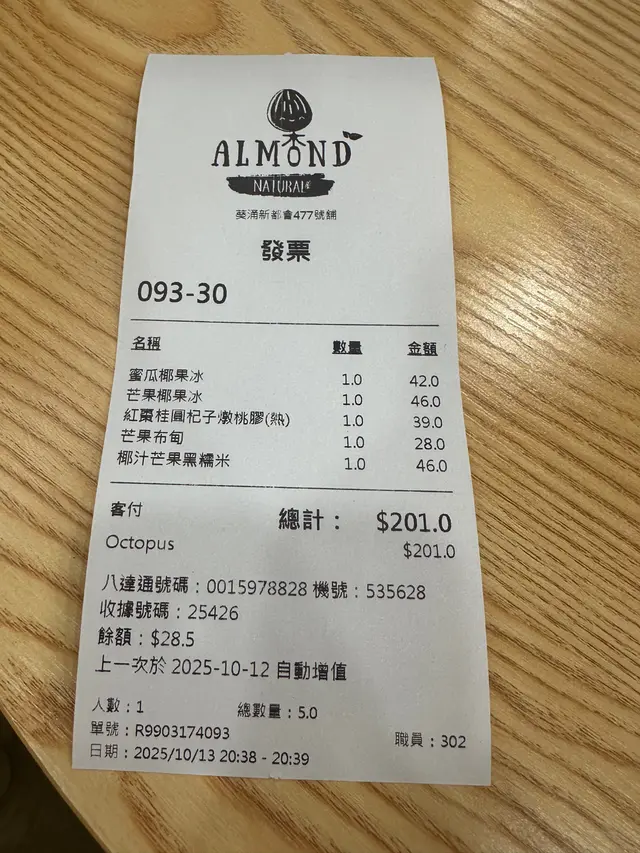 ALMOND
NATURAL
葵涌新都會477號舖
發票
093-30
名稱 數量 金額
蜜瓜椰果冰 1.0 42.0
芒果椰果冰 1.0 46.0
紅棗桂圓杞子燉桃膠(熱) 1.0 39.0
芒果布甸 1.0 28.0
椰汁芒果黑糯米 1.0 46.0
客付 總計： $201.0
Octopus $201.0
八達通號碼：0015978828 機號：535628
收據號碼：25426
餘額：$28.5
上一次於 2025-10-12 自動增值
人數：1 總數量：5.0
單號：R9903174093 職員：302
日期：2025/10/13 20:38 - 20:39